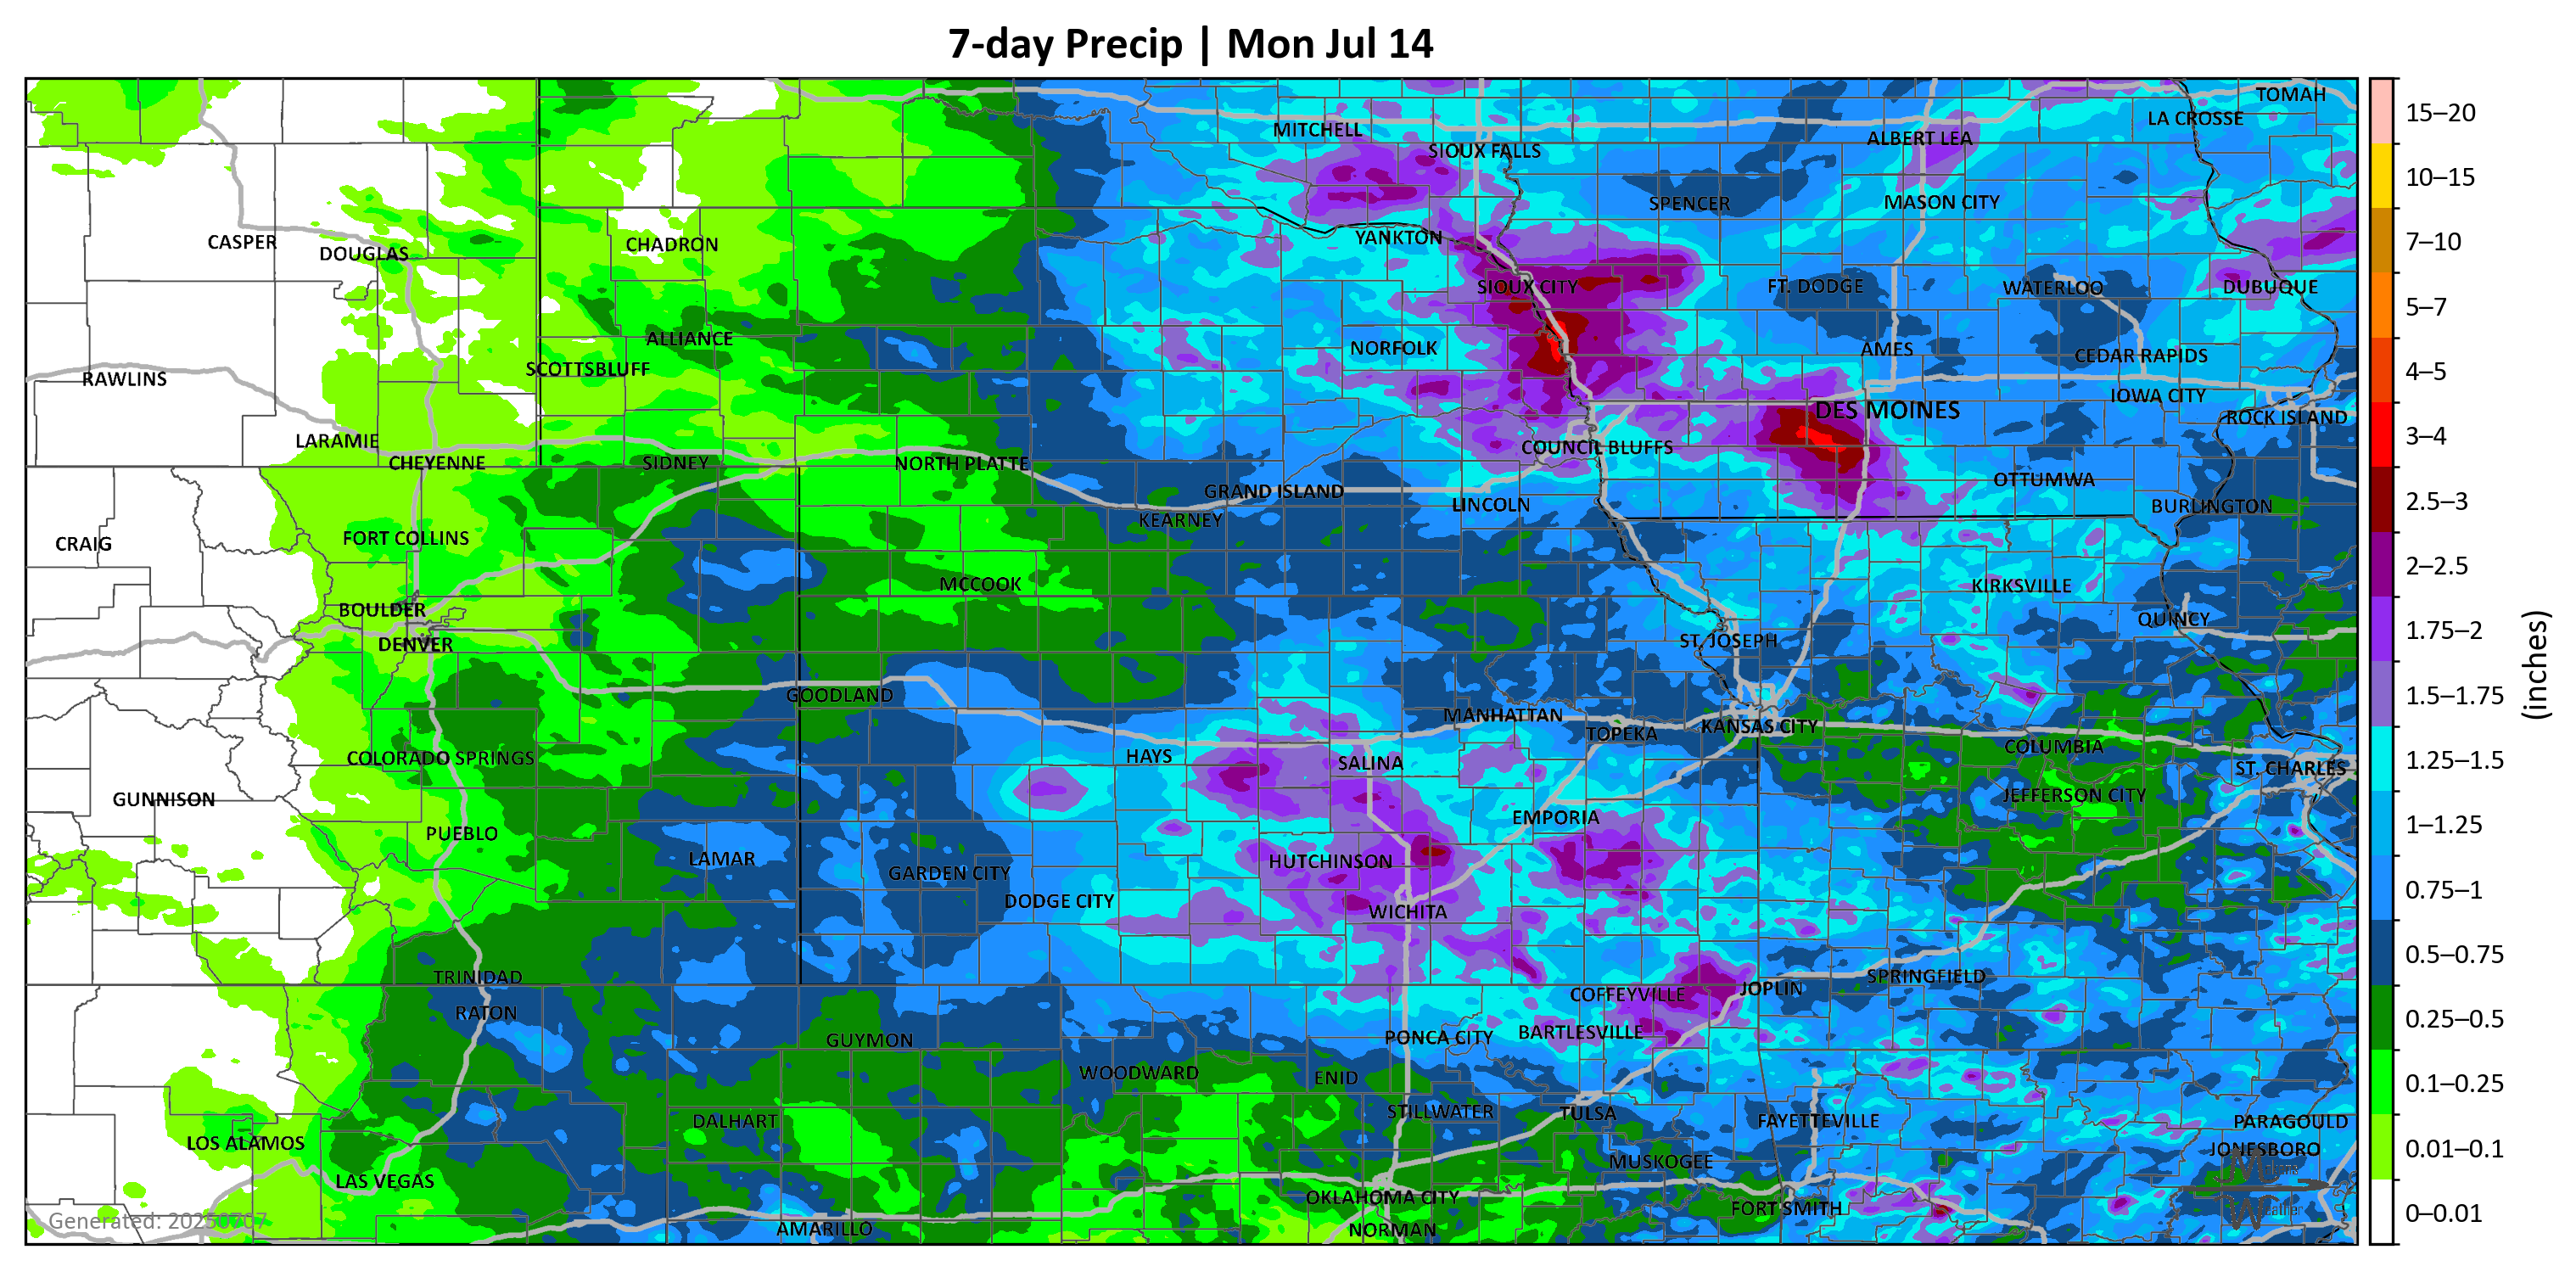 7-day Precip | Mon Jul 14
TOMAH
LA CROSSE
MITCHELL
ALBERT LEA
SIOUX FALLS
SPENCER
MASON CITY
CASPER
DOUGLAS
CHADRON
YANKTON
SIOUX CITY
FT. DODGE
WATERLOO
DUBUQUE
ALLIANCE
NORFOLK
AMES
CEDAR RAPIDS
SCOTTSBLUFF
RAWLINS
IOWA CITY
DES MOINES
ROCK ISLAND
LARAMIE
COUNCIL BLUFFS
CHEYENNE
SIDNEY
NORTH PLATTE
GRAND ISLAND
OTTUMWA
LINCOLN
BURLINGTON
KEARNEY
CRAIG
FORT COLLINS
MCCOOK
KIRKSVILLE
BOULDER
QUINCY
DENVER
ST. JOSEPH
GOODLAND
MANHATTAN
TOPEKA
KANSAS CITY
COLUMBIA
COLORADO SPRINGS
HAYS
SALINA
ST. CHARLES
GUNNISON
JEFFERSON CITY
PUEBLO
EMPORIA
LAMAR
GARDEN CITY
HUTCHINSON
DODGE CITY
WICHITA
TRINIDAD
SPRINGFIELD
COFFEYVILLE
JOPLIN
RATON
GUYMON
PONCA CITY
BARTLESVILLE
WOODWARD
ENID
DALHART
STILLWATER
TULSA
FAYETTEVILLE
PARAGOULD
LOS ALAMOS
JONESBORO
MUSKOGEE
LAS VEGAS
OKLAHOMA CITY
FORT SMITH
AMARILLO
NORMAN
Generated: 20250707
15–20
10–15
7–10
5–7
4–5
3–4
2.5–3
2–2.5
1.75–2
1.5–1.75
1.25–1.5
1–1.25
0.75–1
0.5–0.75
0.25–0.5
0.1–0.25
0.01–0.1
0–0.01
(inches)